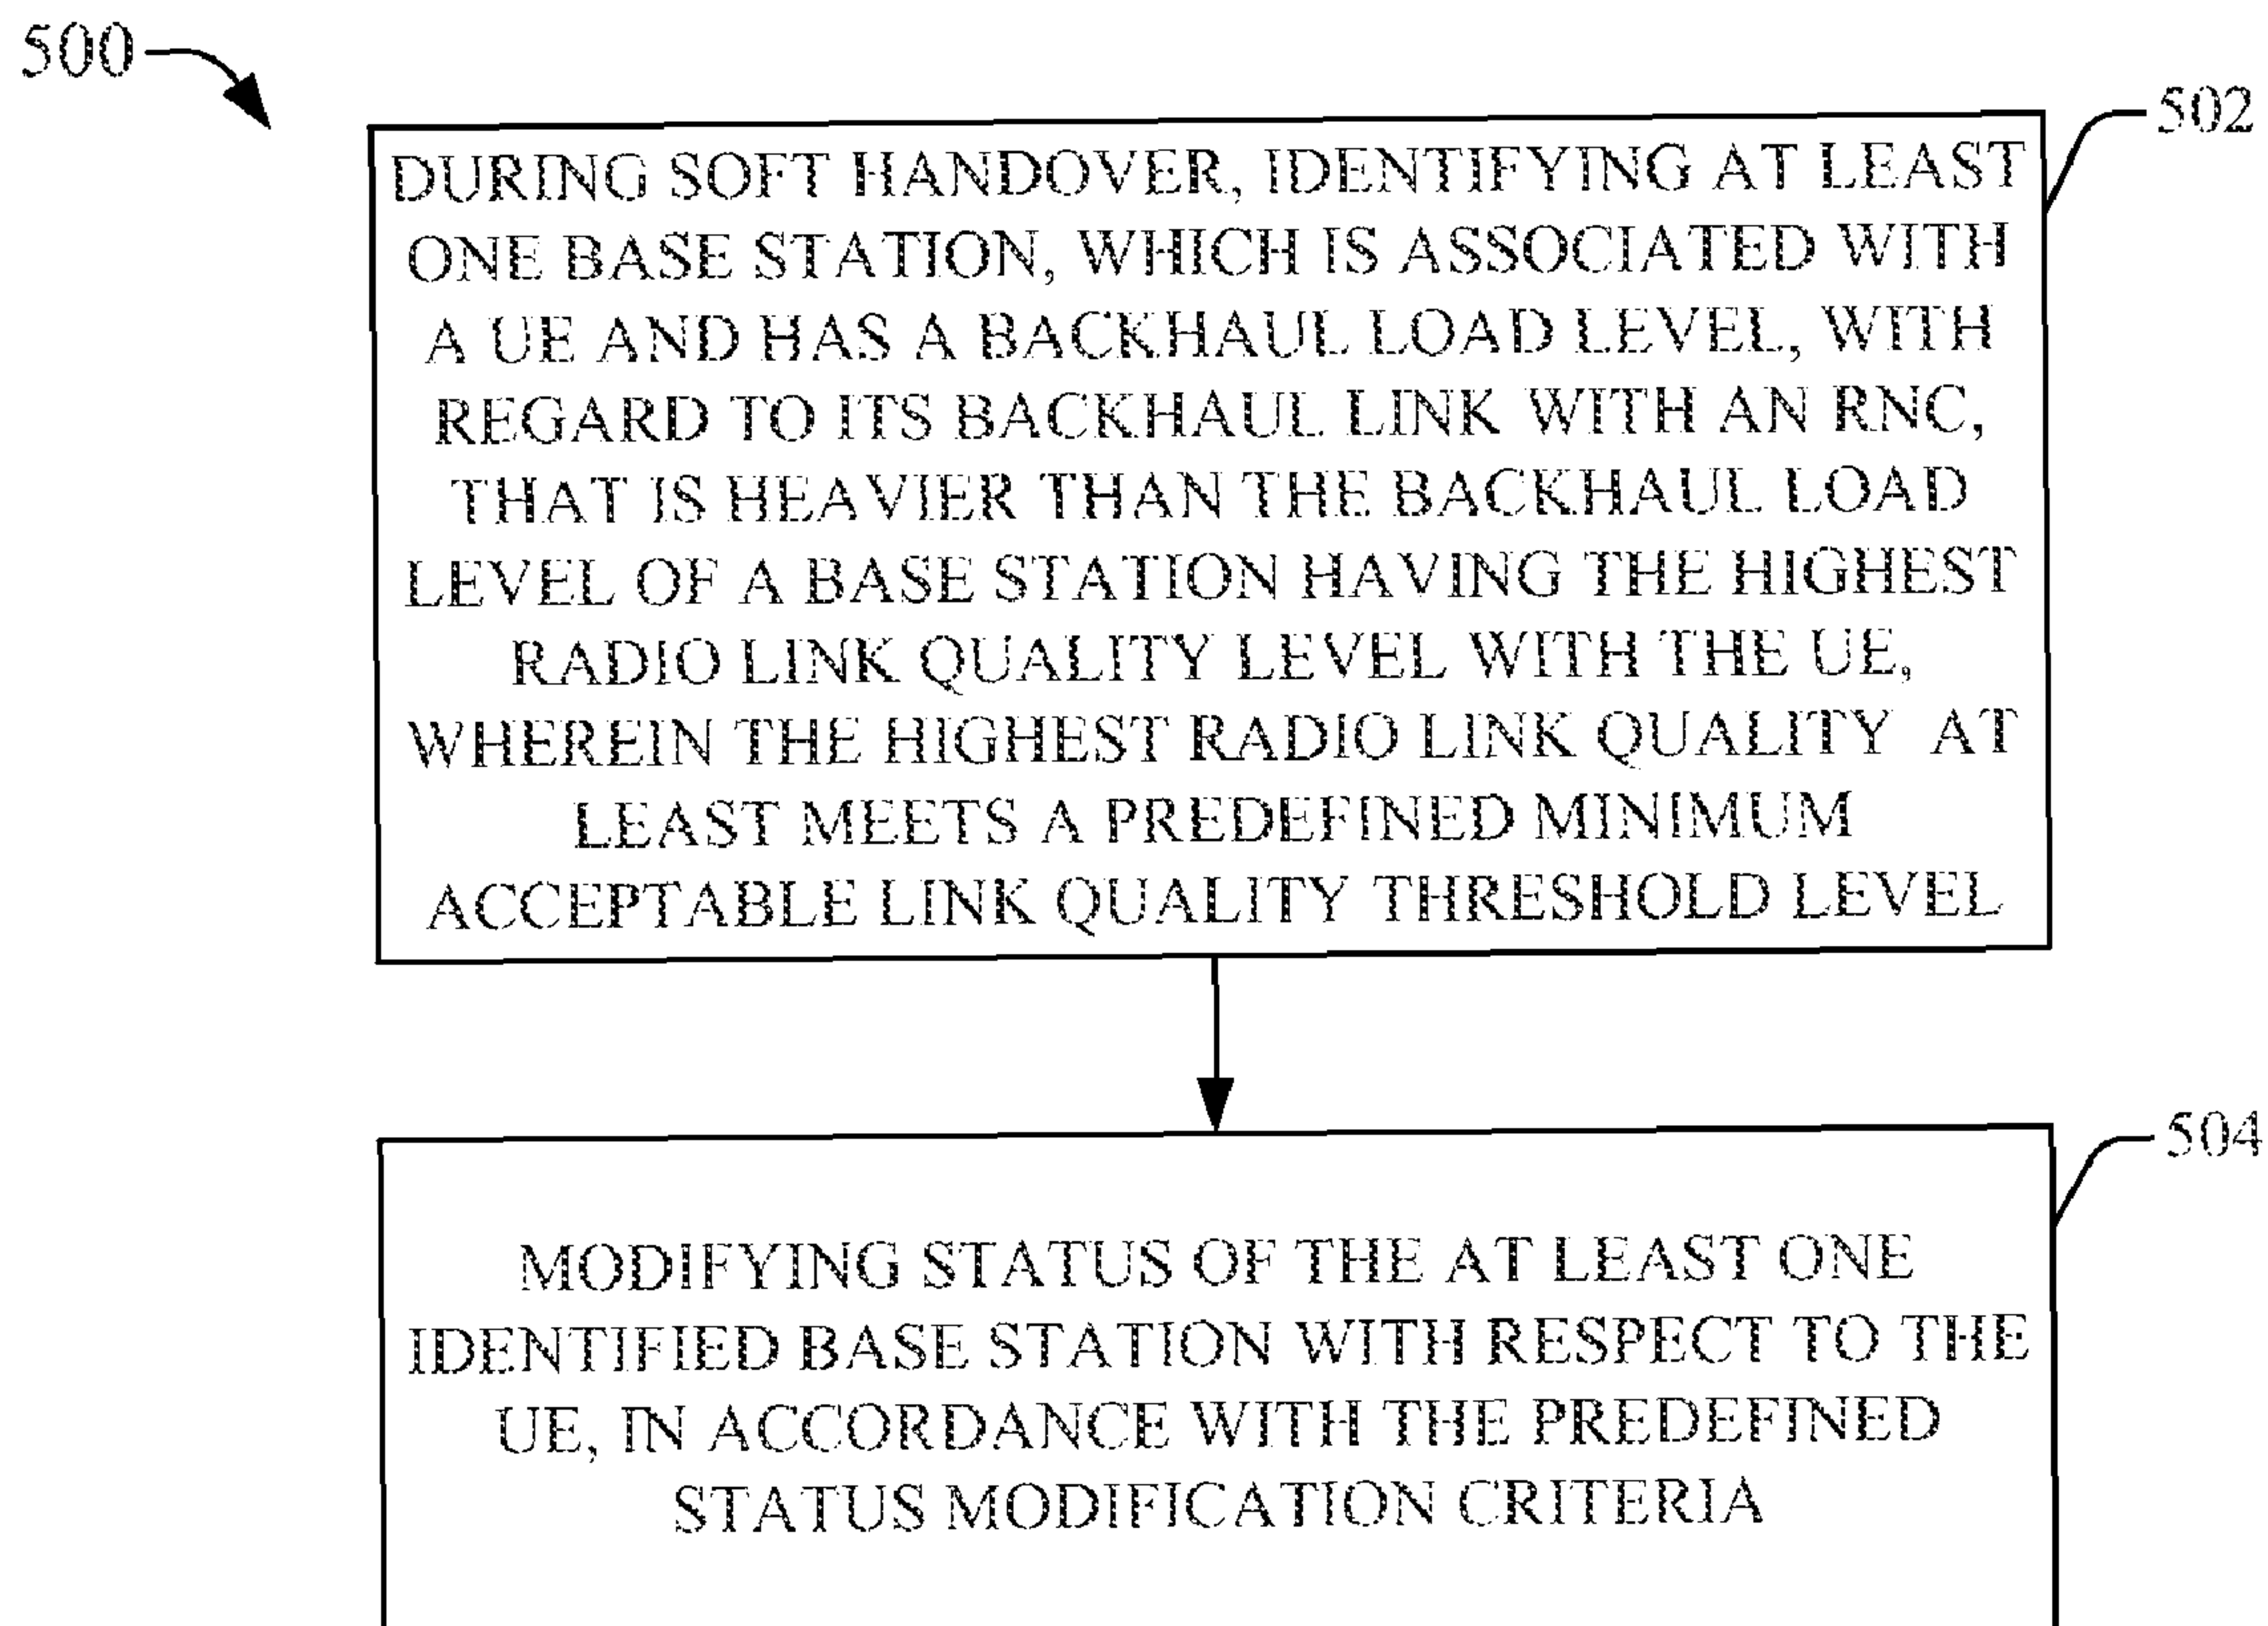 500
502
DURING SOFT HANDOVER, IDENTIFYING AT LEAST
ONE BASE STATION, WHICH IS ASSOCIATED WITH
A UE AND HAS A BACKHAUL LOAD LEVEL, WITH
REGARD TO ITS BACKHAUL LINK WITH AN RNC,
THAT IS HEAVIER THAN THE BACKHAUL LOAD
LEVEL OF A BASE STATION HAVING THE HIGHEST
RADIO LINK QUALITY LEVEL WITH THE UE,
WHEREIN THE HIGHEST RADIO LINK QUALITY AT
LEAST MEETS A PREDEFINED MINIMUM
ACCEPTABLE LINK QUALITY THRESHOLD LEVEL
504
MODIFYING STATUS OF THE AT LEAST ONE
IDENTIFIED BASE STATION WITH RESPECT TO THE
UE, IN ACCORDANCE WITH THE PREDEFINED
STATUS MODIFICATION CRITERIA